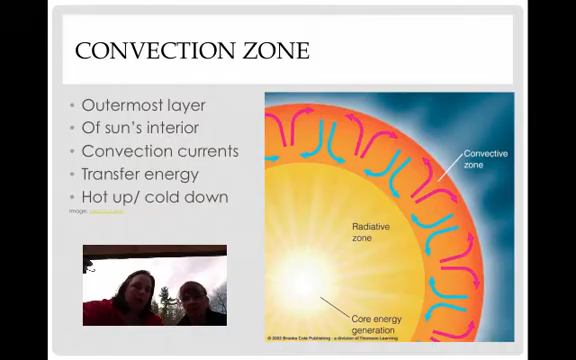 CONVECTION ZONE
• Outermost layer
• Of sun's interior
• Convection currents
• Transfer energy
• Hot up/ cold down
Image:
Convective
zone
Radiative
zone
Core energy
generation
© 2002 Brooks Cole Publishing - a division of Thomson Learning